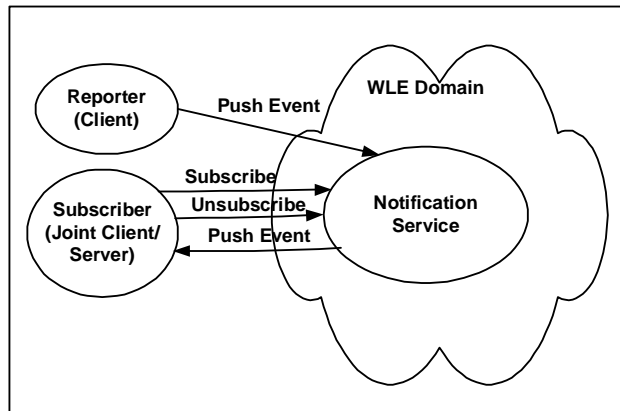 Reporter
(Client)
Push Event
WLE Domain
Subscribe
Unsubscribe
Push Event
Subscriber
(Joint Client/
Server)
Notification
Service